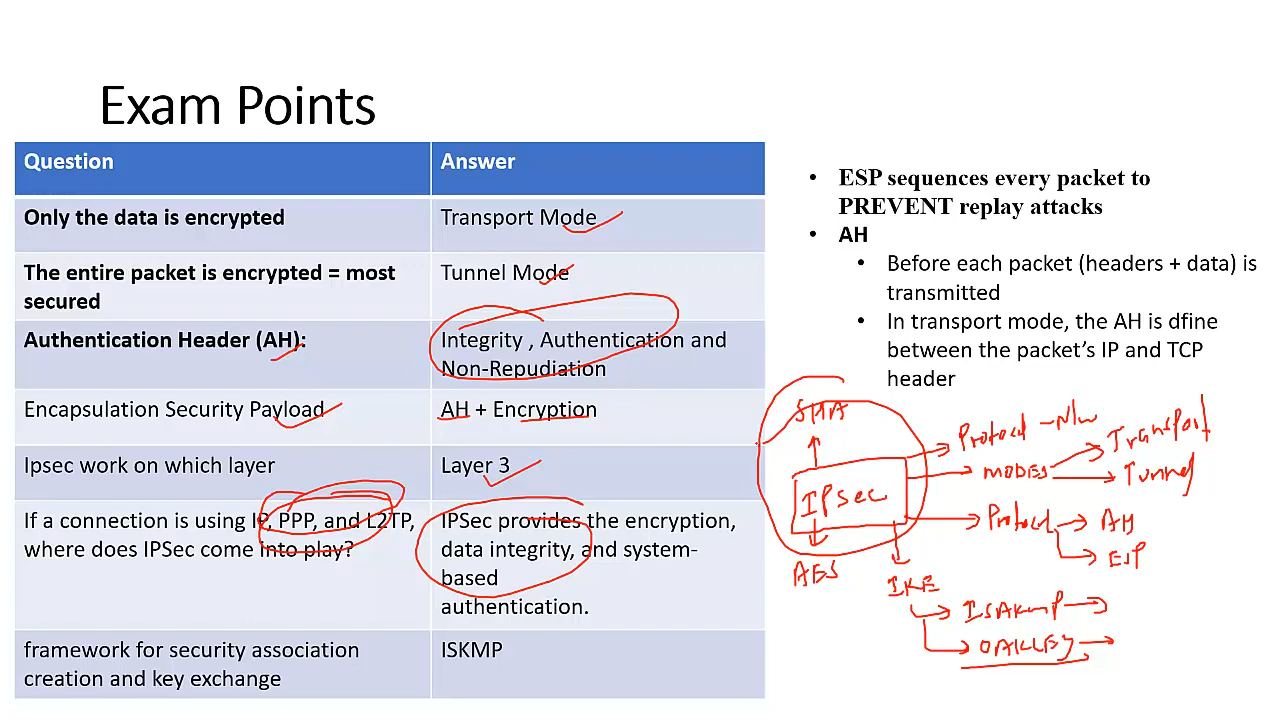 Exam Points
Question
Answer
Only the data is encrypted
Transport Mode
The entire packet is encrypted = most
secured
Tunnel Mode
Authentication Header (AH):
Integrity , Authentication and
Non-Repudiation
Encapsulation Security Payload
AH + Encryption
Ipsec work on which layer
Layer 3
If a connection is using IP, PPP, and L2TP,
where does IPSec come into play?
IPSec provides the encryption,
data integrity, and system-
based
authentication.
framework for security association
creation and key exchange
ISKMP
• ESP sequences every packet to
PREVENT replay attacks
• AH
• Before each packet (headers + data) is
transmitted
• In transport mode, the AH is dfine
between the packet's IP and TCP
header
SHA
IPsec
AES
Protocol - N/w
MODES
Transport
Tunnel
Protocol
AH
ESP
IKE
ISAKMP
OAKLEY